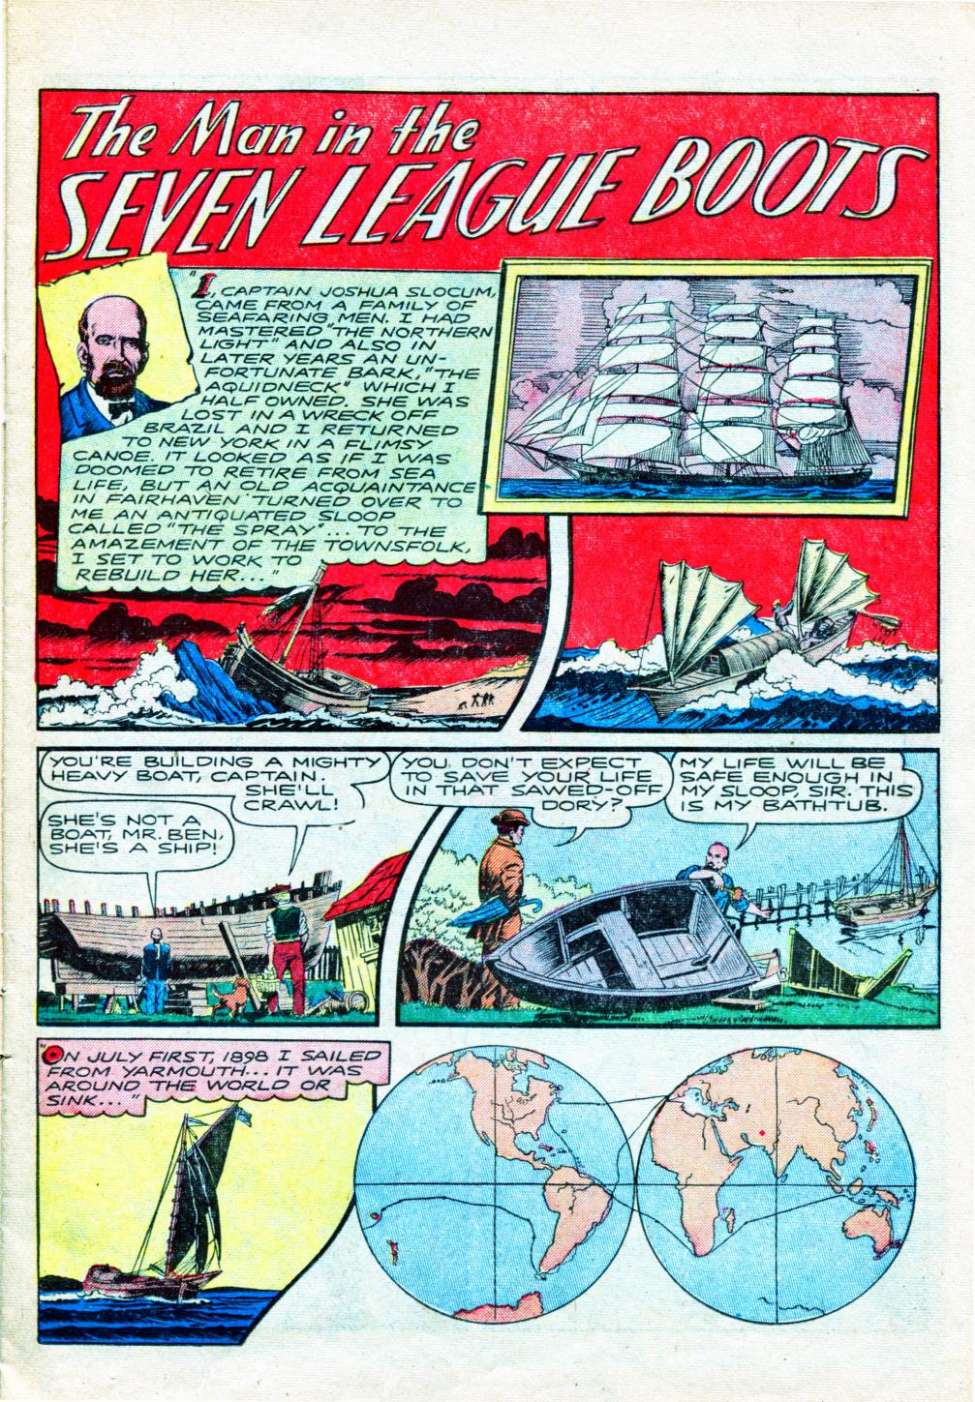 The Man in the
SEVEN LEAGUE BOOTS
"I, CAPTAIN JOSHUA SLOCUM,
CAME FROM A FAMILY OF
SEAFARING MEN. I HAD
MASTERED "THE NORTHERN
LIGHT" AND ALSO IN
LATER YEARS AN UN-
FORTUNATE BARK, "THE
AQUIDNECK" WHICH I
HALF OWNED. SHE WAS
LOST IN A WRECK OFF
BRAZIL AND I RETURNED
TO NEW YORK IN A FLIMSY
CANOE. IT LOOKED AS IF I WAS
DOOMED TO RETIRE FROM SEA
LIFE, BUT AN OLD ACQUAINTANCE
IN FAIRHAVEN TURNED OVER TO
ME AN ANTIQUATED SLOOP
CALLED "THE SPRAY"... TO THE
AMAZEMENT OF THE TOWNSFOLK,
I SET TO WORK TO
REBUILD HER..."
YOU'RE BUILDING A MIGHTY
HEAVY BOAT, CAPTAIN.
SHE'LL
CRAWL!
SHE'S NOT A
BOAT, MR. BEN,
SHE'S A SHIP!
YOU DON'T EXPECT
TO SAVE YOUR LIFE
IN THAT SAWED-OFF
DORY?
MY LIFE WILL BE
SAFE ENOUGH IN
MY SLOOP, SIR. THIS
IS MY BATHTUB.
"ON JULY FIRST, 1898 I SAILED
FROM YARMOUTH... IT WAS
AROUND THE WORLD OR
SINK..."